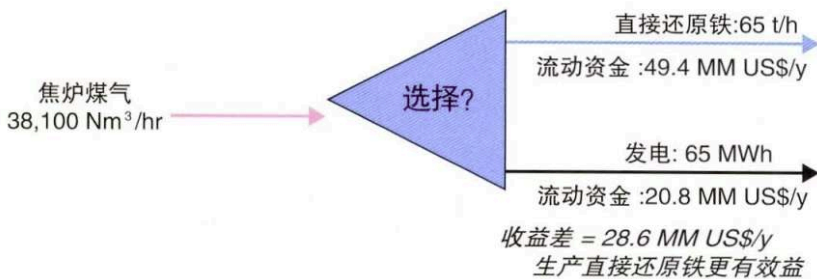 焦炉煤气
38,100 Nm³/hr
选择?
直接还原铁:65 t/h
流动资金 :49.4 MM US$/y
发电: 65 MWh
流动资金 :20.8 MM US$/y
收益差 = 28.6 MM US$/y
生产直接还原铁更有效益